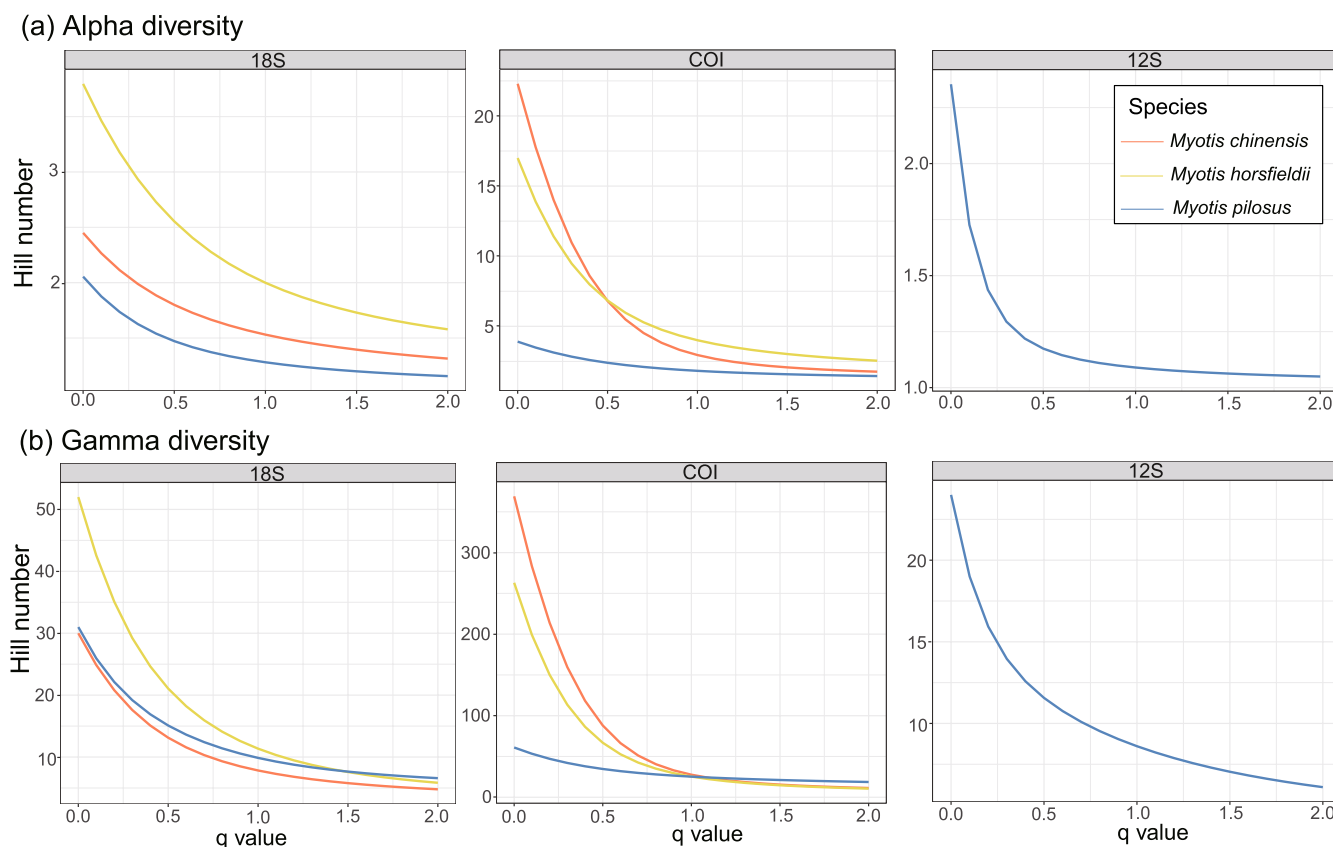 (a) Alpha diversity
18S
COI
12S
Hill number
3
2
20
15
10
5
2.0
1.5
1.0
Species
Myotis chinensis
Myotis horsfieldii
Myotis pilosus
0.0 0.5 1.0 1.5 2.0
0.0 0.5 1.0 1.5 2.0
0.0 0.5 1.0 1.5 2.0
(b) Gamma diversity
18S
COI
12S
Hill number
50
40
30
20
10
300
200
100
0
20
15
10
0.0 0.5 1.0 1.5 2.0
0.0 0.5 1.0 1.5 2.0
0.0 0.5 1.0 1.5 2.0
q value
q value
q value